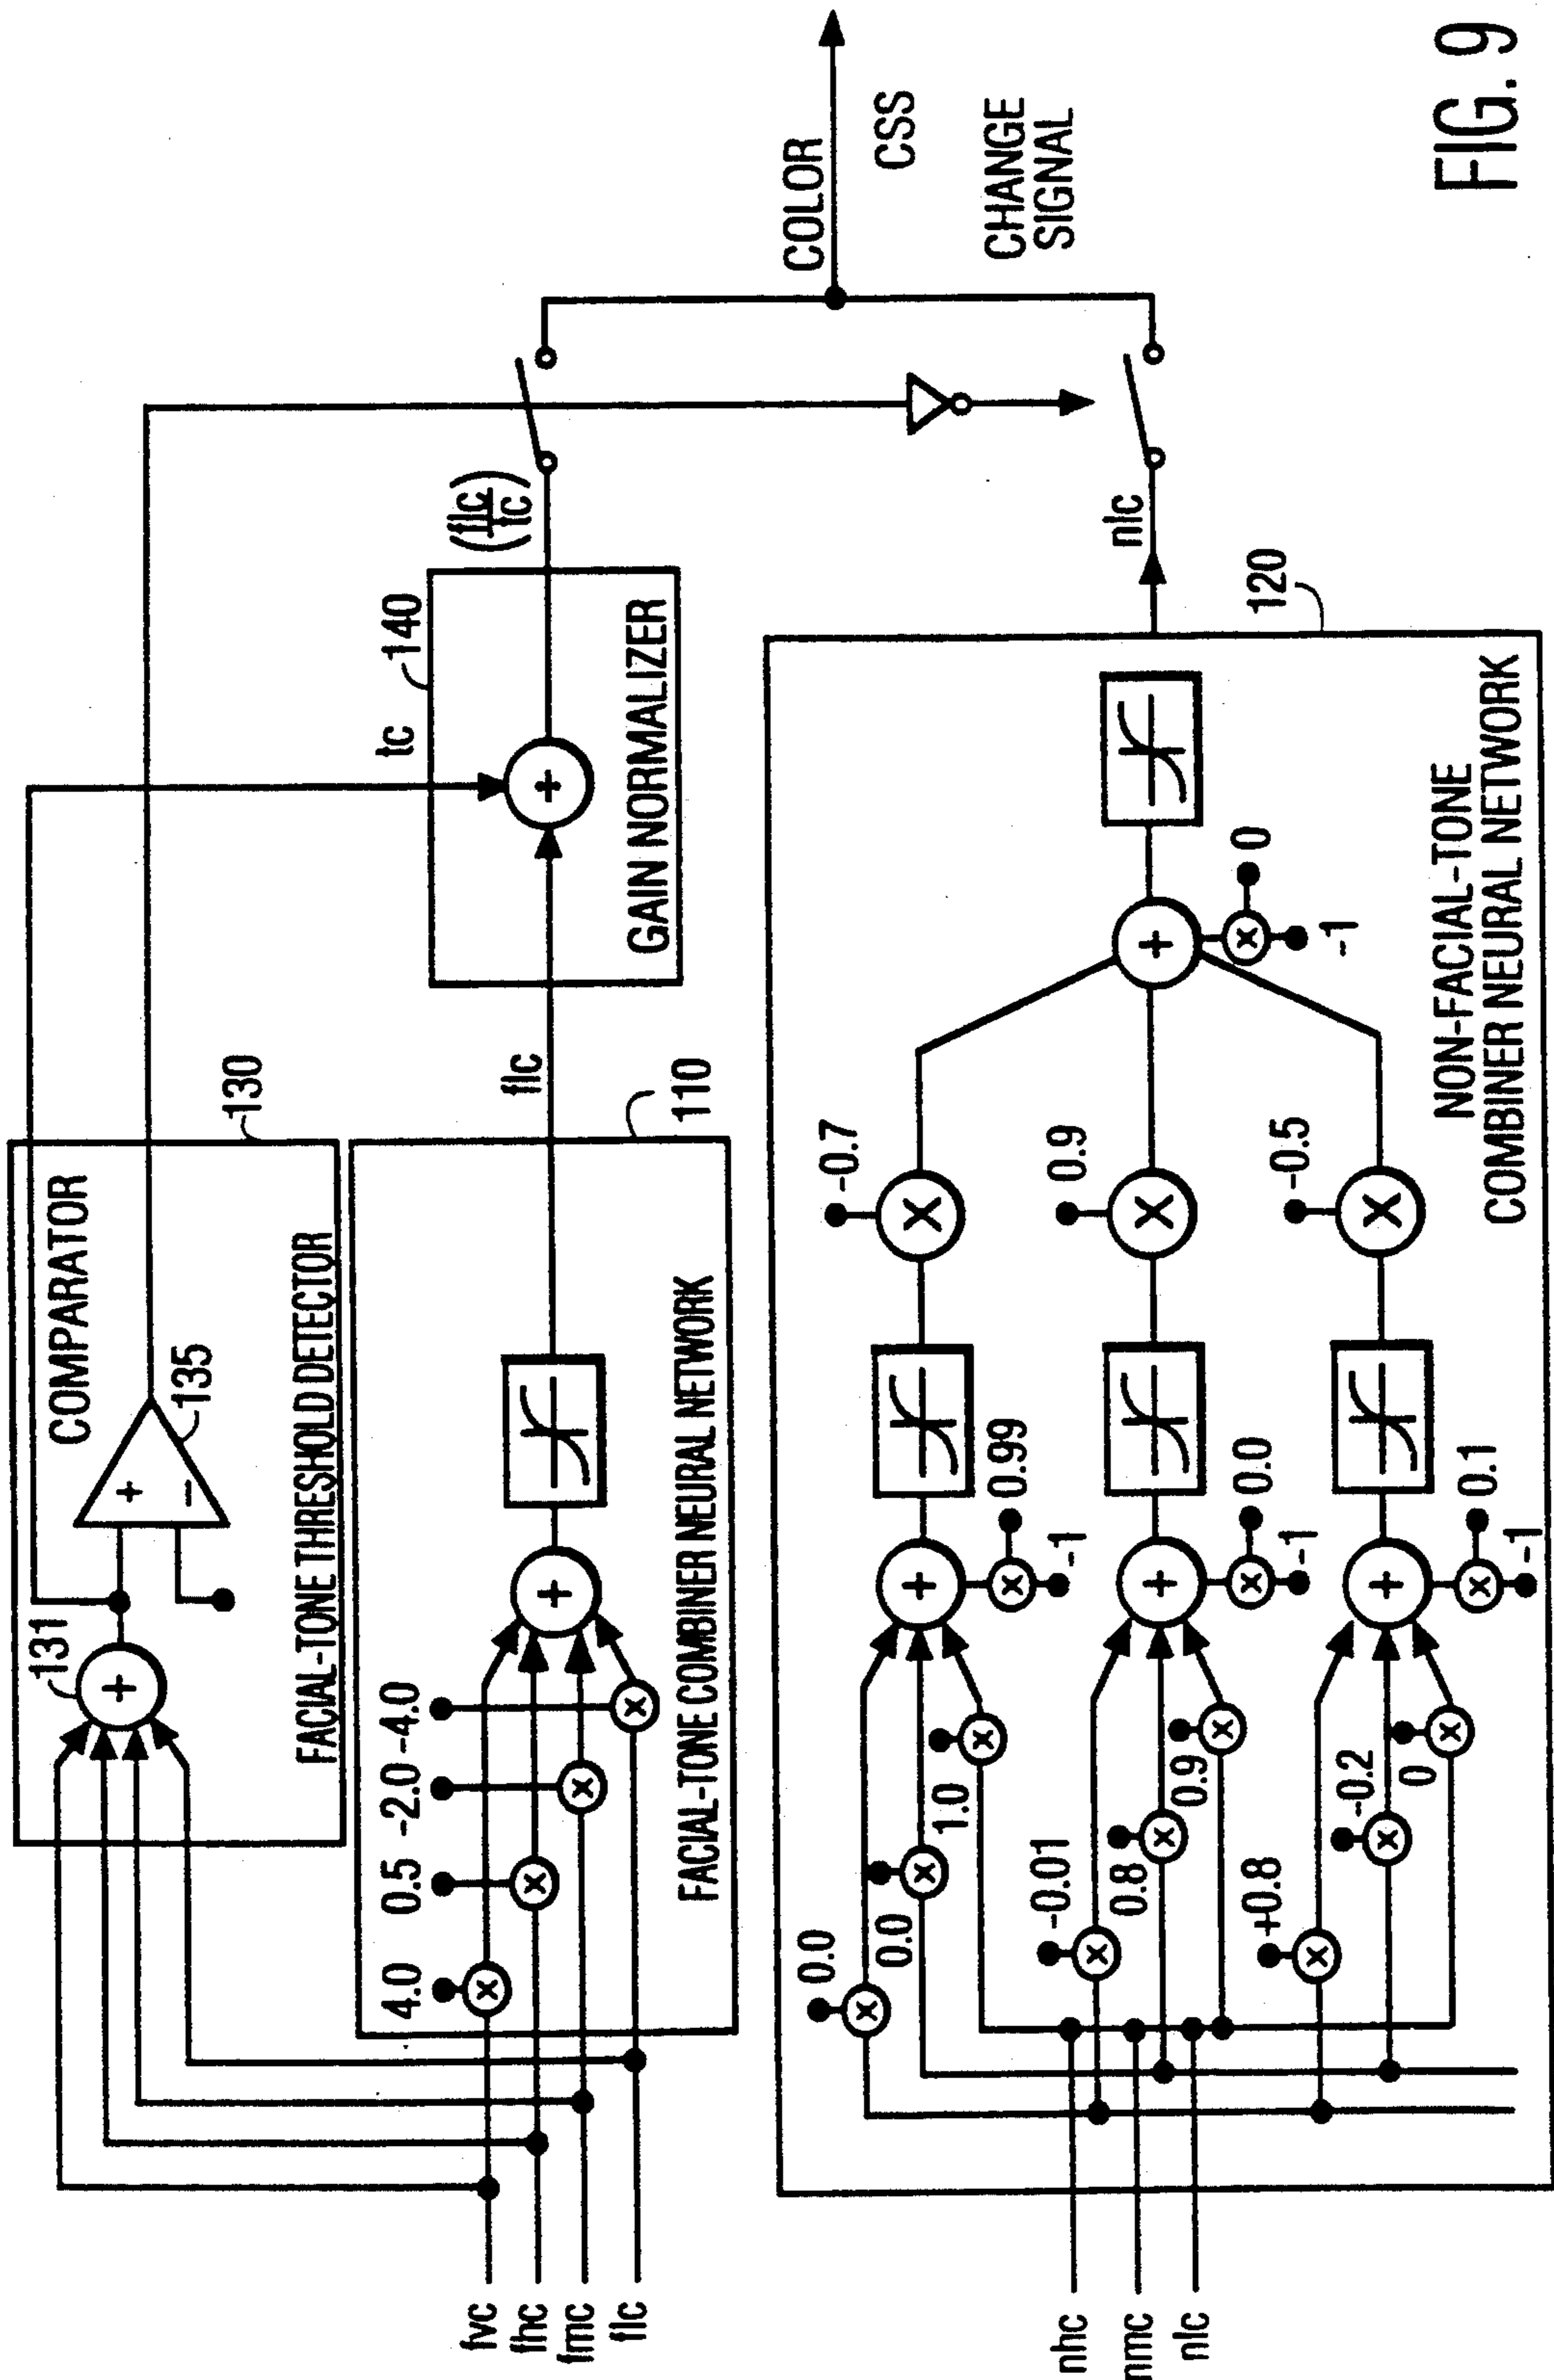 fvc
fhc
fmc
flc
131
+
COMPARATOR
+
−
135
130
FACIAL-TONE THRESHOLD DETECTOR
4.0
0.5
-2.0
-4.0
x
x
x
x
+
FACIAL-TONE COMBINER NEURAL NETWORK
110
flc
tc
140
+
GAIN NORMALIZER
(flc/tc)
COLOR
CSS
CHANGE
SIGNAL
nhc
nmc
nlc
0.0
x
0.0
x
1.0
x
+
x
0.99
-1
-0.7
X
-0.01
x
0.8
x
0.9
x
+
x
0.0
-1
0.9
X
+0.8
x
-0.2
x
0
x
+
x
0.1
-1
-0.5
X
+
x
0
-1
NON-FACIAL-TONE
COMBINER NEURAL NETWORK
120
nlc
FIG. 9